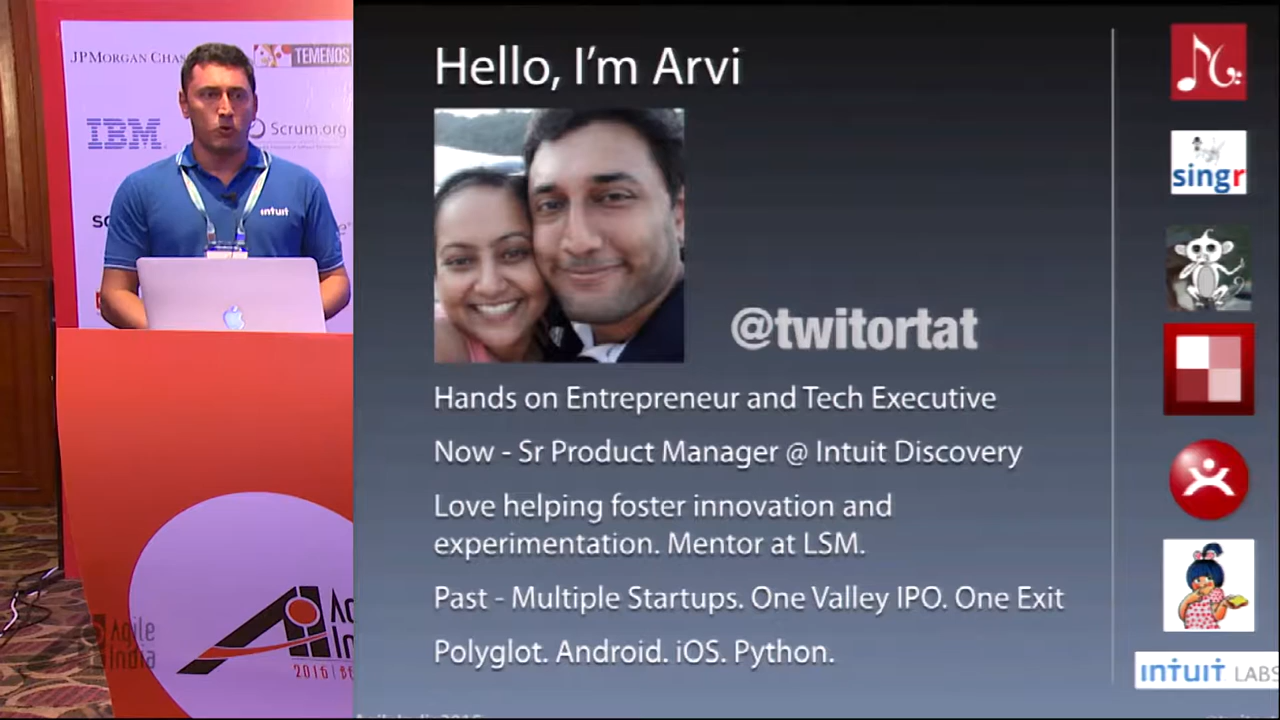 JPMORGAN CHAS
TEMENOS
IBM
Scrum.org
intuit
Agile
India
2016
Hello, I'm Arvi
@twitortat
Hands on Entrepreneur and Tech Executive
Now - Sr Product Manager @ Intuit Discovery
Love helping foster innovation and
experimentation. Mentor at LSM.
Past - Multiple Startups. One Valley IPO. One Exit
Polyglot. Android. iOS. Python.
singr
INTUIT LABS